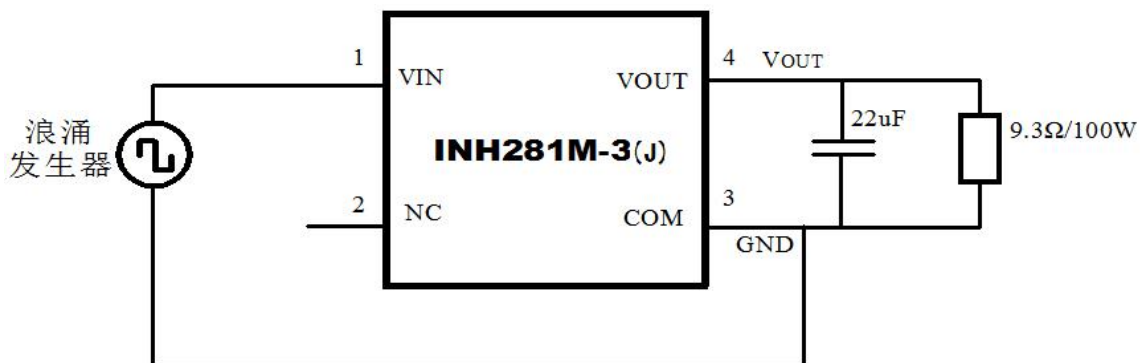 1
4
VOUT
VIN
VOUT
浪涌
发生器
22uF
9.3Ω/100W
INH281M-3(J)
2
NC
3
COM
GND